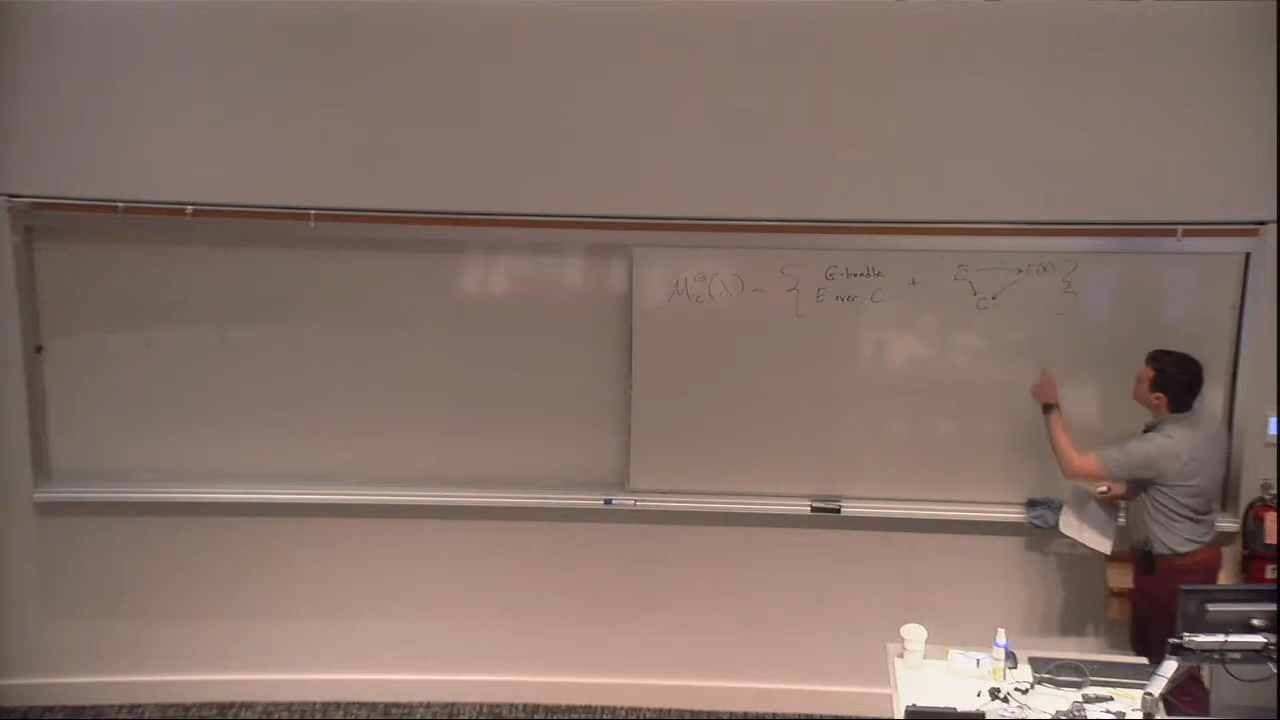 M_C^G(λ) = { G-bundle E over C + E → E(λ) → C ← E }